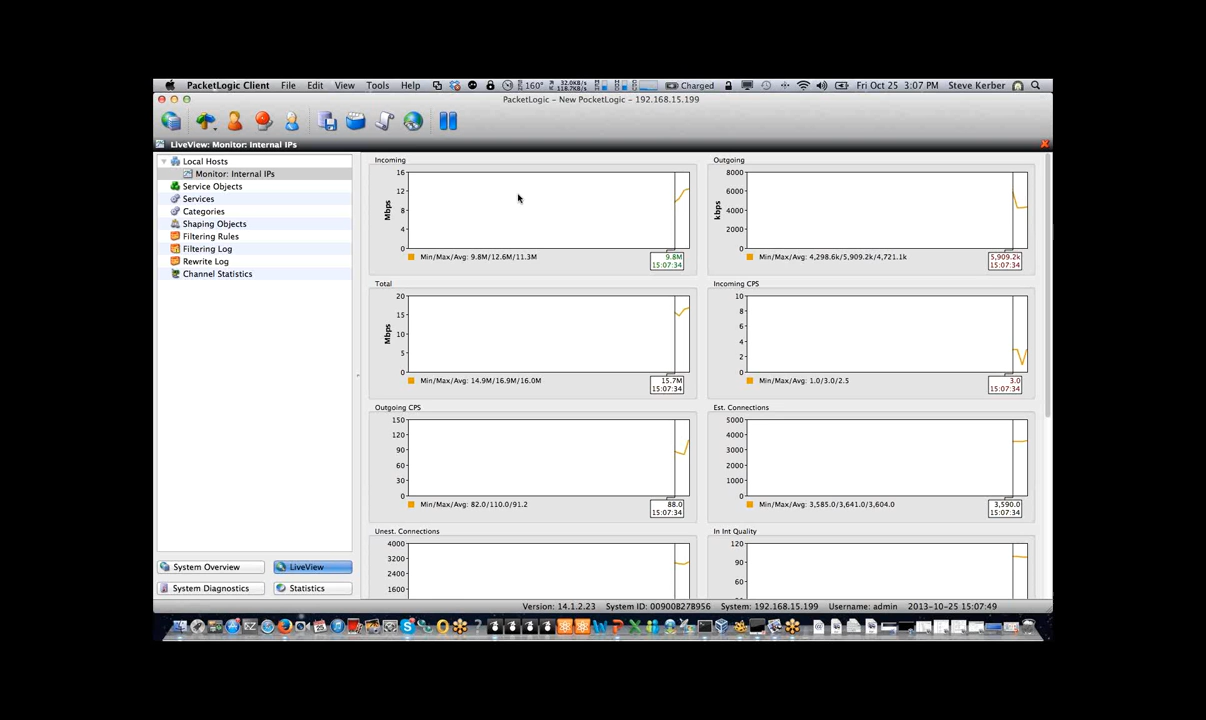 PacketLogic Client File Edit View Tools Help 160° 32.0KB/s 118.7KB/s Charged Fri Oct 25 3:07 PM Steve Kerber
PacketLogic - New PocketLogic - 192.168.15.199
LiveView: Monitor: Internal IPs
Local Hosts
Monitor: Internal IPs
Service Objects
Services
Categories
Shaping Objects
Filtering Rules
Filtering Log
Rewrite Log
Channel Statistics
System Overview LiveView
System Diagnostics Statistics
Incoming
16
12
8
4
0
Mbps
Min/Max/Avg: 9.8M/12.6M/11.3M
9.8M
15:07:34
Outgoing
8000
6000
4000
2000
0
kbps
Min/Max/Avg: 4,298.6k/5,909.2k/4,721.1k
5,909.2k
15:07:34
Total
20
15
10
5
0
Mbps
Min/Max/Avg: 14.9M/16.9M/16.0M
15.7M
15:07:34
Incoming CPS
10
8
6
4
2
0
Min/Max/Avg: 1.0/3.0/2.5
3.0
15:07:34
Outgoing CPS
150
120
90
60
30
0
Min/Max/Avg: 82.0/110.0/91.2
88.0
15:07:34
Est. Connections
5000
4000
3000
2000
1000
0
Min/Max/Avg: 3,585.0/3,641.0/3,604.0
3,590.0
15:07:34
Unest. Connections
4000
3200
2400
1600
In Int Quality
120
90
60
Version: 14.1.2.23 System ID: 009008278956 System: 192.168.15.199 Username: admin 2013-10-25 15:07:49